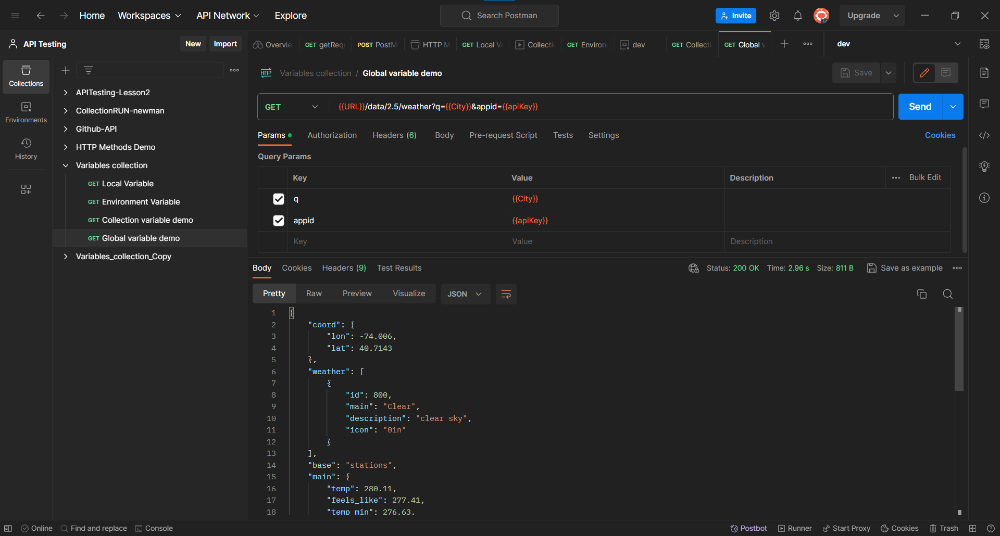 Home Workspaces API Network Explore Search Postman Invite Upgrade
API Testing New Import
Overvie GET getRequ POST PostM HTTP M GET Local Va Collecti GET Environ dev GET Collecti GET Global v dev
Collections
Environments
History
APITesting-Lesson2
CollectionRUN-newman
Github-API
HTTP Methods Demo
Variables collection
GET Local Variable
GET Environment Variable
GET Collection variable demo
GET Global variable demo
Variables_collection_Copy
HTTP Variables collection / Global variable demo Save
GET {{URL}}/data/2.5/weather?q={{City}}&appid={{apiKey}} Send
Params Authorization Headers (6) Body Pre-request Script Tests Settings Cookies
Query Params
Key Value Description Bulk Edit
q {{City}}
appid {{apiKey}}
Key Value Description
Body Cookies Headers (9) Test Results Status: 200 OK Time: 2.96 s Size: 811 B Save as example
Pretty Raw Preview Visualize JSON
1 {
2 "coord": {
3 "lon": -74.006,
4 "lat": 40.7143
5 },
6 "weather": [
7 {
8 "id": 800,
9 "main": "Clear",
10 "description": "clear sky",
11 "icon": "01n"
12 }
13 ],
14 "base": "stations",
15 "main": {
16 "temp": 280.11,
17 "feels_like": 277.41,
18 "temp_min": 276.63,
Online Find and replace Console Postbot Runner Start Proxy Cookies Trash